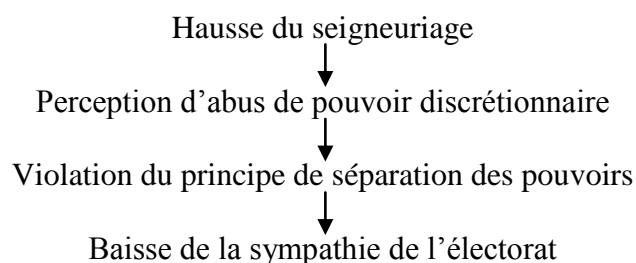 Hausse du seigneuriage
Perception d’abus de pouvoir discrétionnaire
Violation du principe de séparation des pouvoirs
Baisse de la sympathie de l’électorat